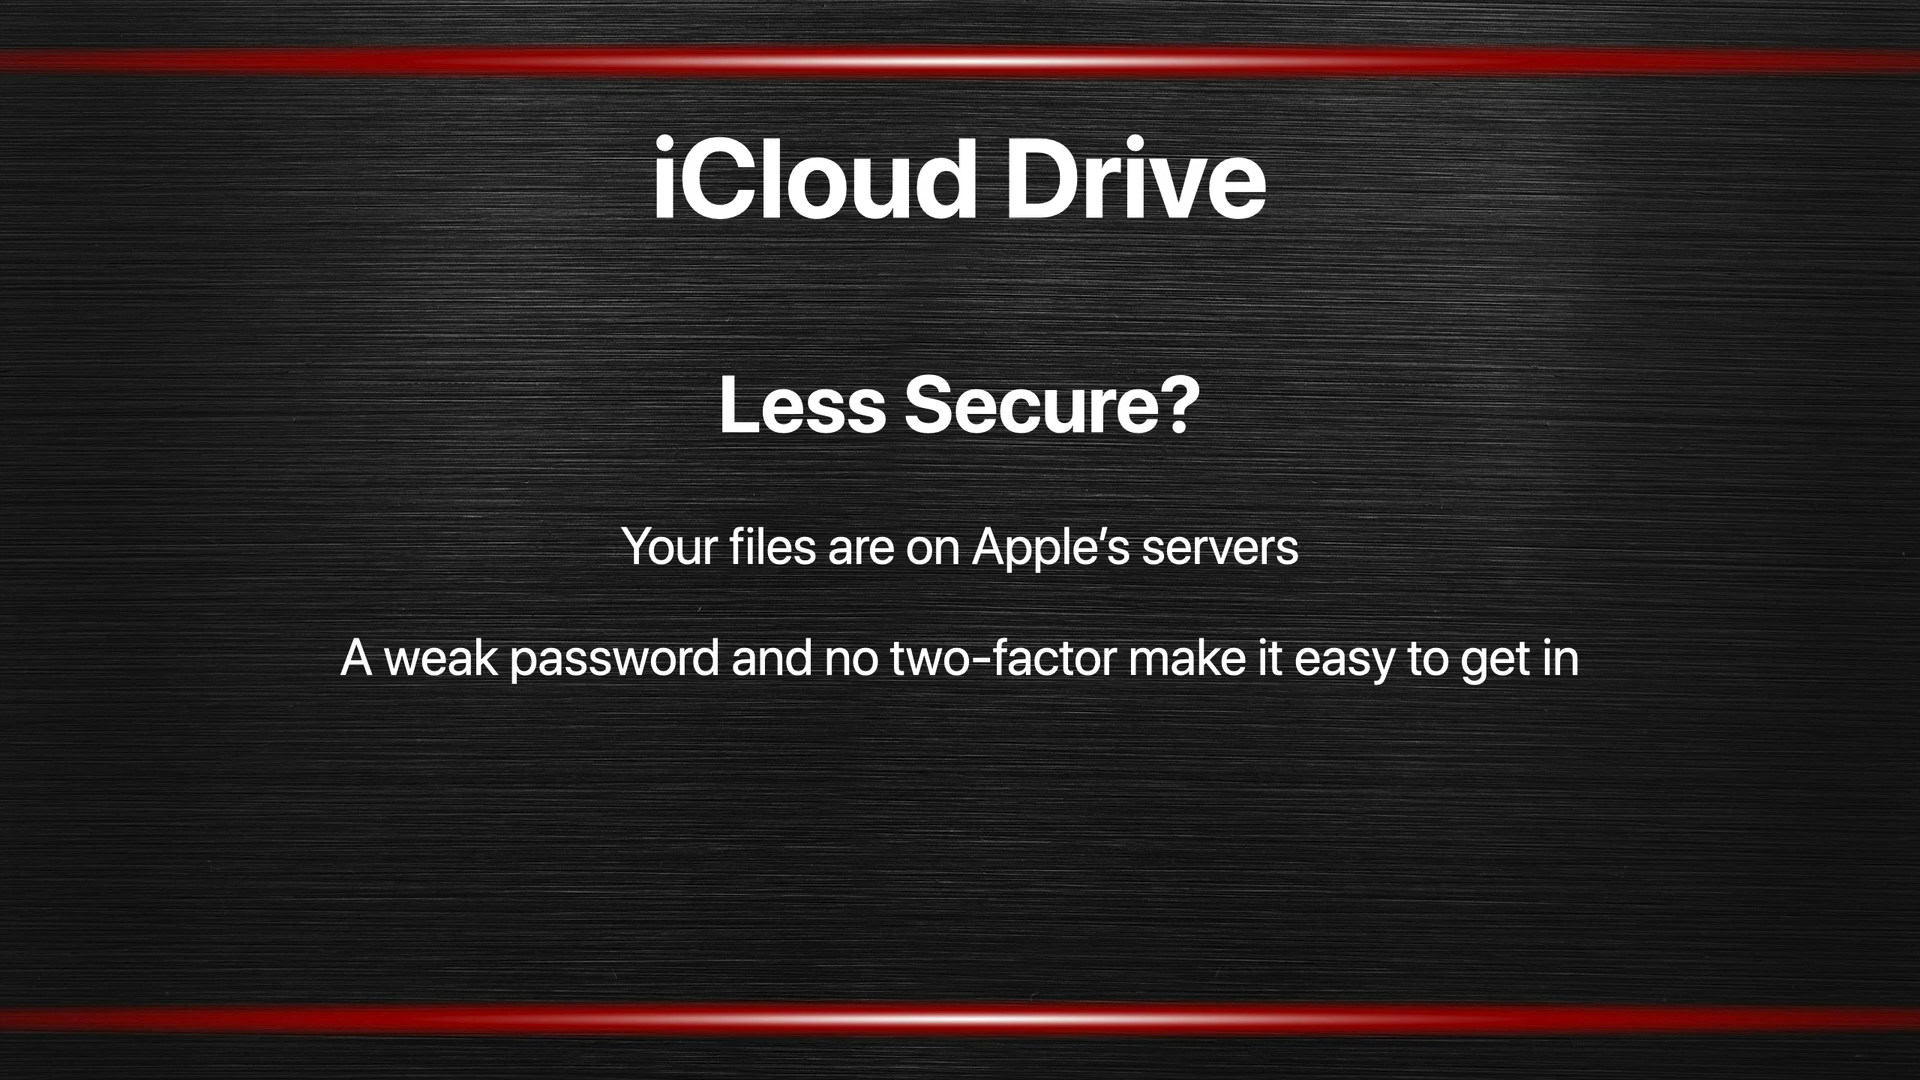 iCloud Drive
Less Secure?
Your files are on Apple’s servers
A weak password and no two-factor make it easy to get in